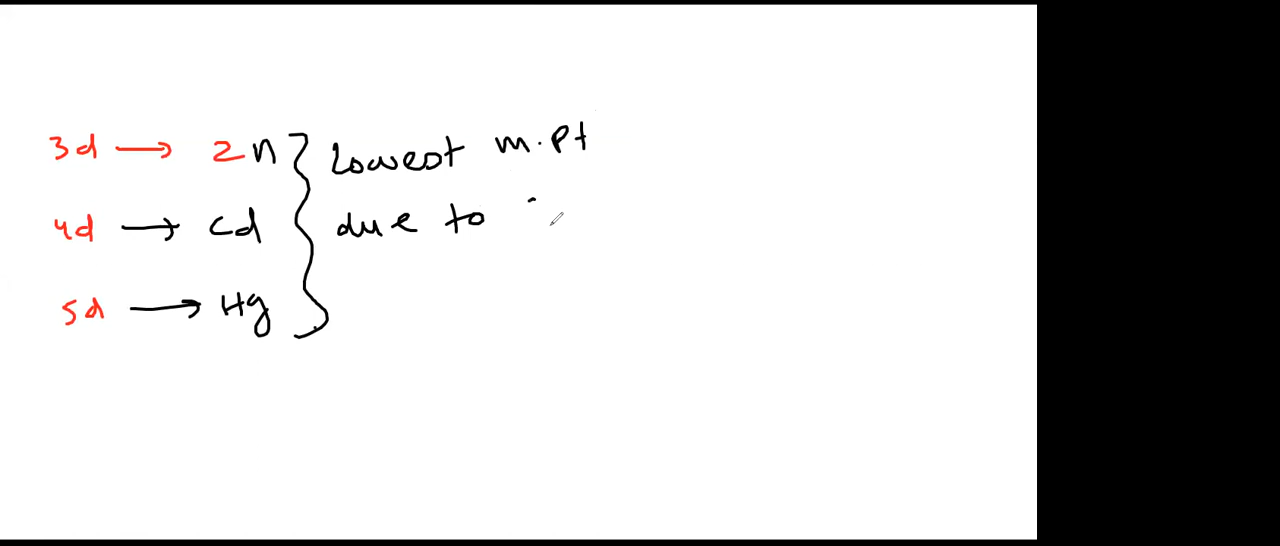 3d → Zn } lowest m.pt
4d → Cd } due to
5d → Hg }